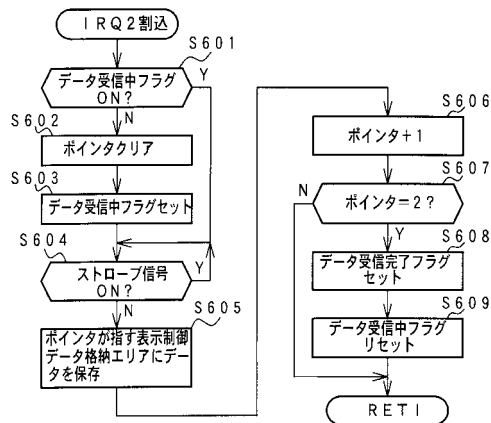 IRQ2割込
S601
データ受信中フラグ
ON?
Y
N
S602
ポインタクリア
S603
データ受信中フラグセット
S604
ストローブ信号
ON?
Y
N
S605
ポインタが指す表示制御
データ格納エリアにデー
タを保存
S606
ポインタ+1
S607
N
ポインタ=2?
Y
S608
データ受信完了フラグ
セット
S609
データ受信中フラグ
リセット
RETI